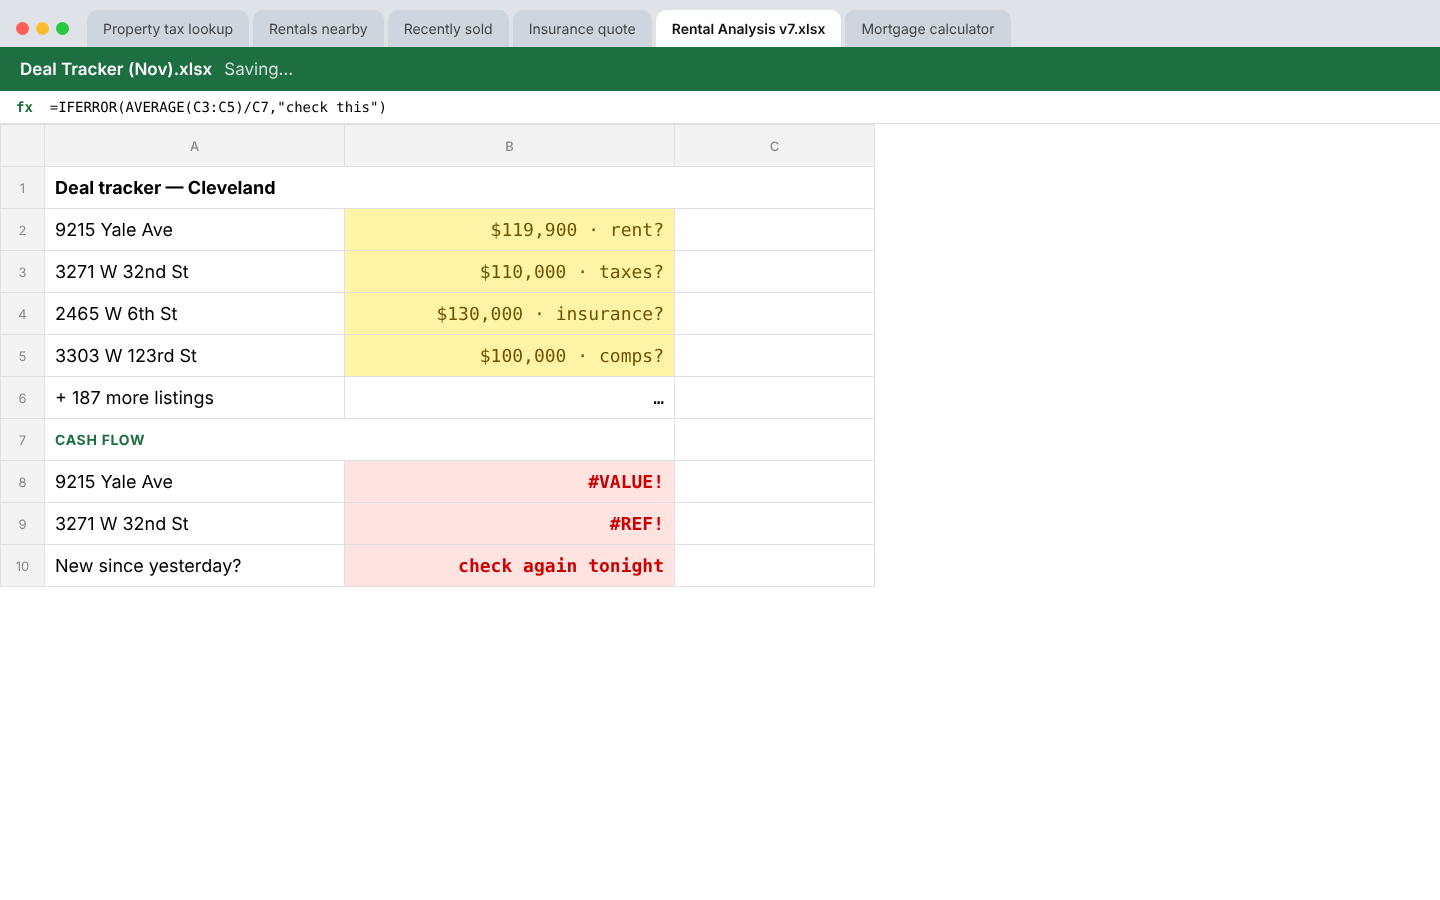 Property tax lookup
Rentals nearby
Recently sold
Insurance quote
Rental Analysis v7.xlsx
Mortgage calculator
Deal Tracker (Nov).xlsx Saving...
fx =IFERROR(AVERAGE(C3:C5)/C7,"check this")
A B C
1 Deal tracker — Cleveland
2 9215 Yale Ave $119,900 · rent?
3 3271 W 32nd St $110,000 · taxes?
4 2465 W 6th St $130,000 · insurance?
5 3303 W 123rd St $100,000 · comps?
6 + 187 more listings …
7 CASH FLOW
8 9215 Yale Ave #VALUE!
9 3271 W 32nd St #REF!
10 New since yesterday? check again tonight